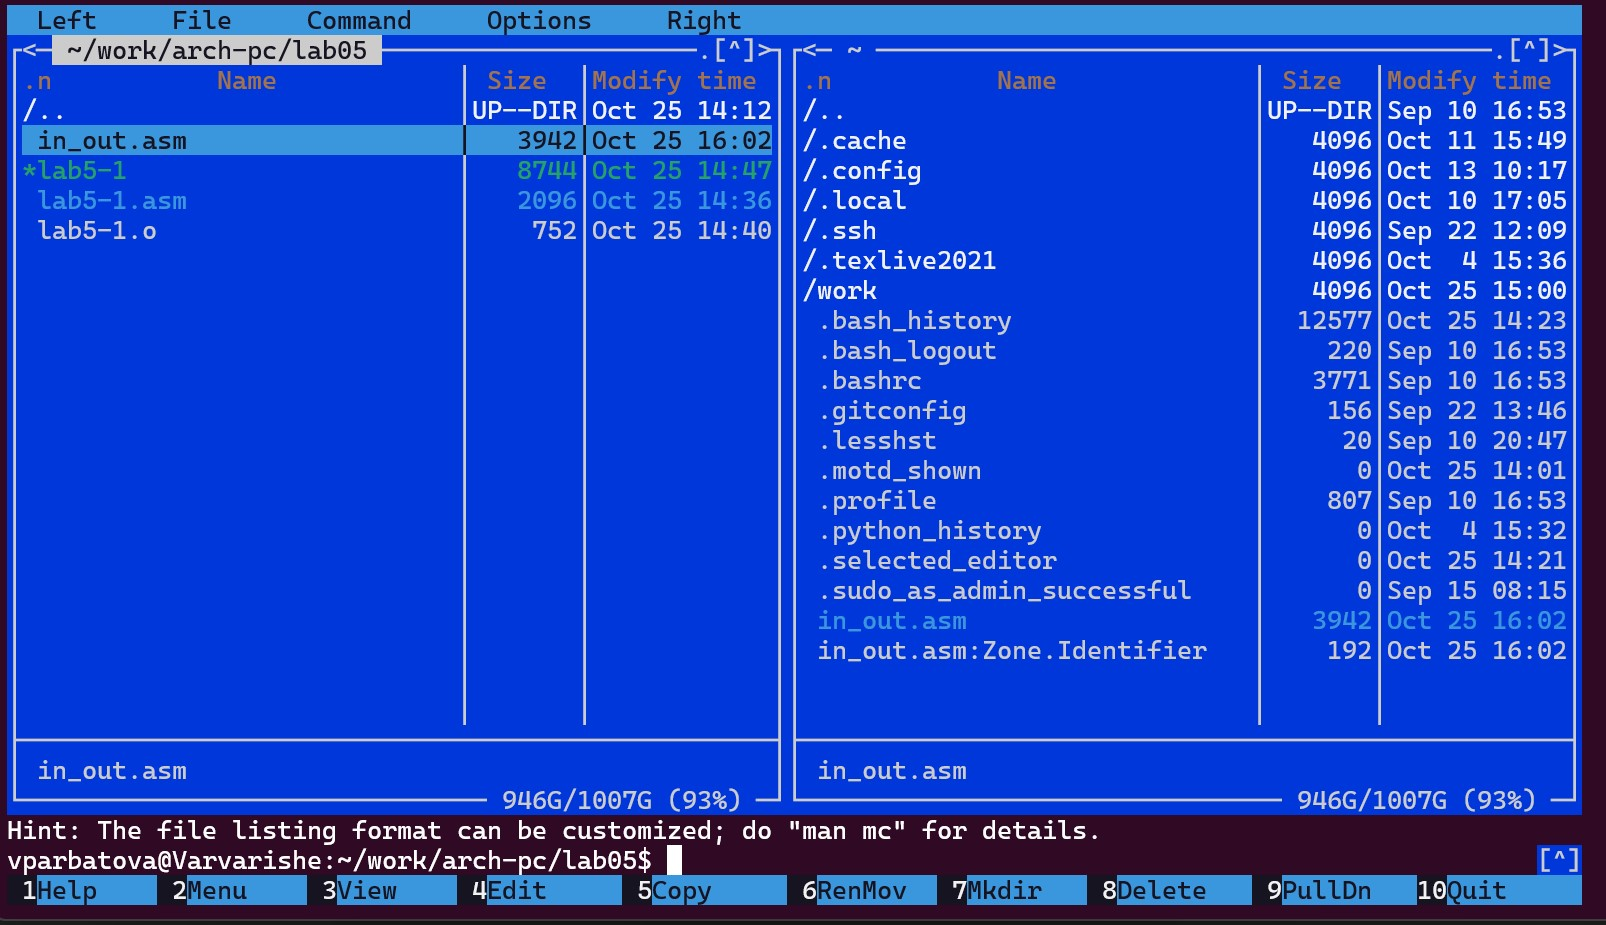 Left File Command Options Right
<— ~/work/arch-pc/lab05 .[^]> <— ~ .[^]>
.n Name Size Modify time .n Name Size Modify time
/.. UP--DIR Oct 25 14:12 /.. UP--DIR Sep 10 16:53
in_out.asm 3942 Oct 25 16:02 /.cache 4096 Oct 11 15:49
*lab5-1 8744 Oct 25 14:47 /.config 4096 Oct 13 10:17
lab5-1.asm 2096 Oct 25 14:36 /.local 4096 Oct 10 17:05
lab5-1.o 752 Oct 25 14:40 /.ssh 4096 Sep 22 12:09
/.texlive2021 4096 Oct 4 15:36
/work 4096 Oct 25 15:00
.bash_history 12577 Oct 25 14:23
.bash_logout 220 Sep 10 16:53
.bashrc 3771 Sep 10 16:53
.gitconfig 156 Sep 22 13:46
.lesshst 20 Sep 10 20:47
.motd_shown 0 Oct 25 14:01
.profile 807 Sep 10 16:53
.python_history 0 Oct 4 15:32
.selected_editor 0 Oct 25 14:21
.sudo_as_admin_successful 0 Sep 15 08:15
in_out.asm 3942 Oct 25 16:02
in_out.asm:Zone.Identifier 192 Oct 25 16:02
in_out.asm in_out.asm
946G/1007G (93%) 946G/1007G (93%)
Hint: The file listing format can be customized; do "man mc" for details.
vparbatova@Varvarishe:~/work/arch-pc/lab05$ [^]
1Help 2Menu 3View 4Edit 5Copy 6RenMov 7Mkdir 8Delete 9PullDn 10Quit